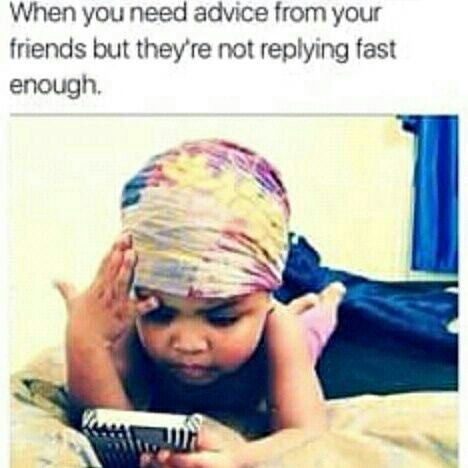 When you need advice from your
friends but they're not replying fast
enough.